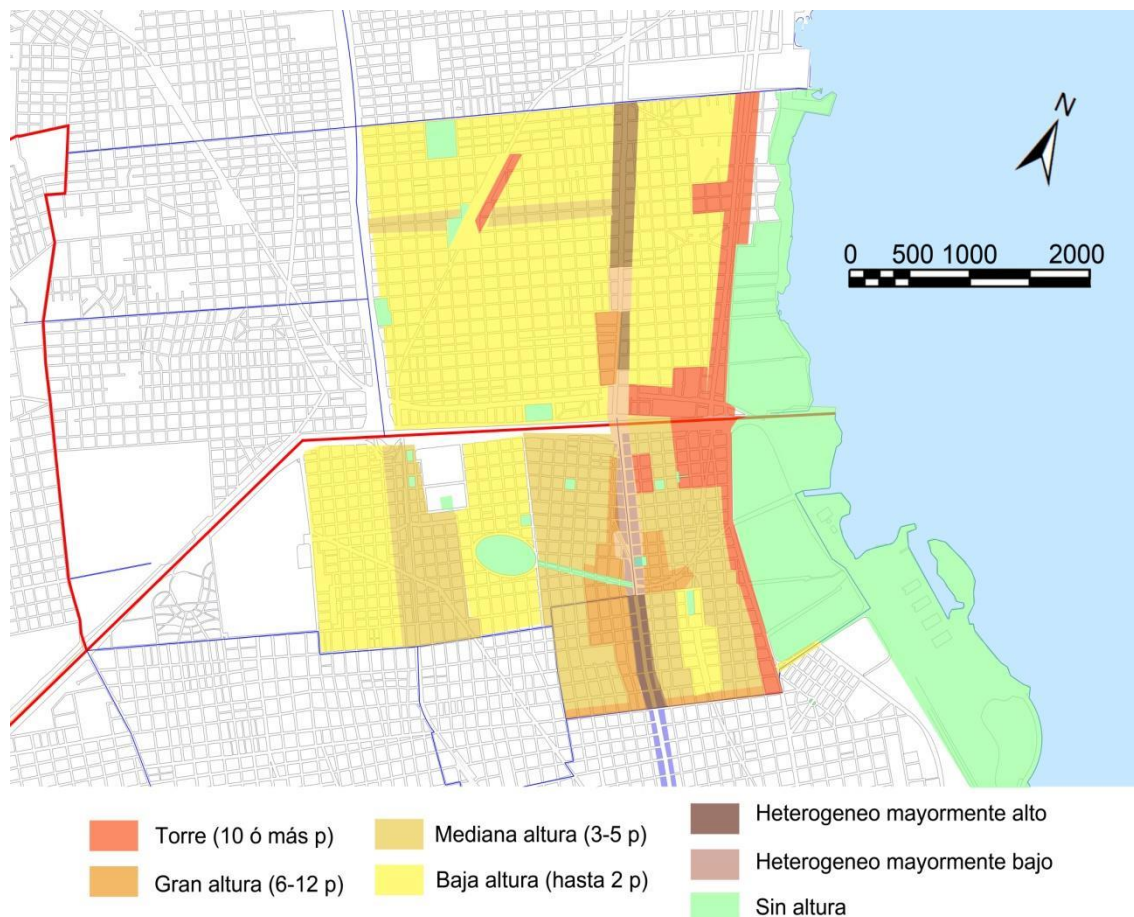 N
0 500 1000 2000
Torre (10 ó más p)
Gran altura (6-12 p)
Mediana altura (3-5 p)
Baja altura (hasta 2 p)
Heterogeneo mayormente alto
Heterogeneo mayormente bajo
Sin altura